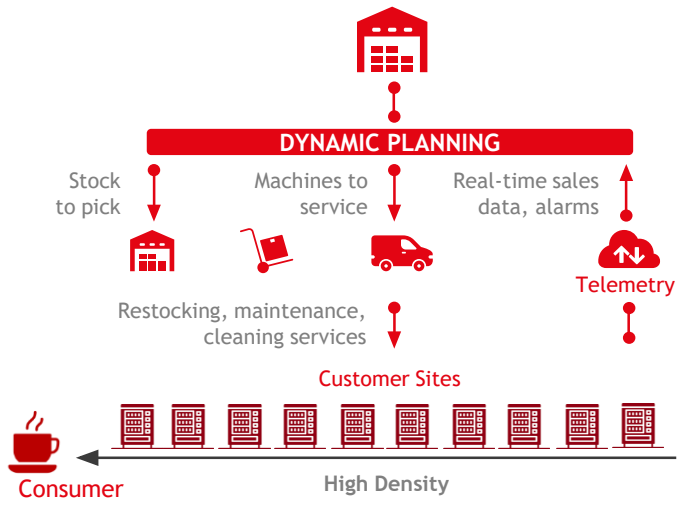 DYNAMIC PLANNING
Stock
to pick
Machines to
service
Real-time sales
data, alarms
Telemetry
Restocking, maintenance,
cleaning services
Customer Sites
Consumer
High Density